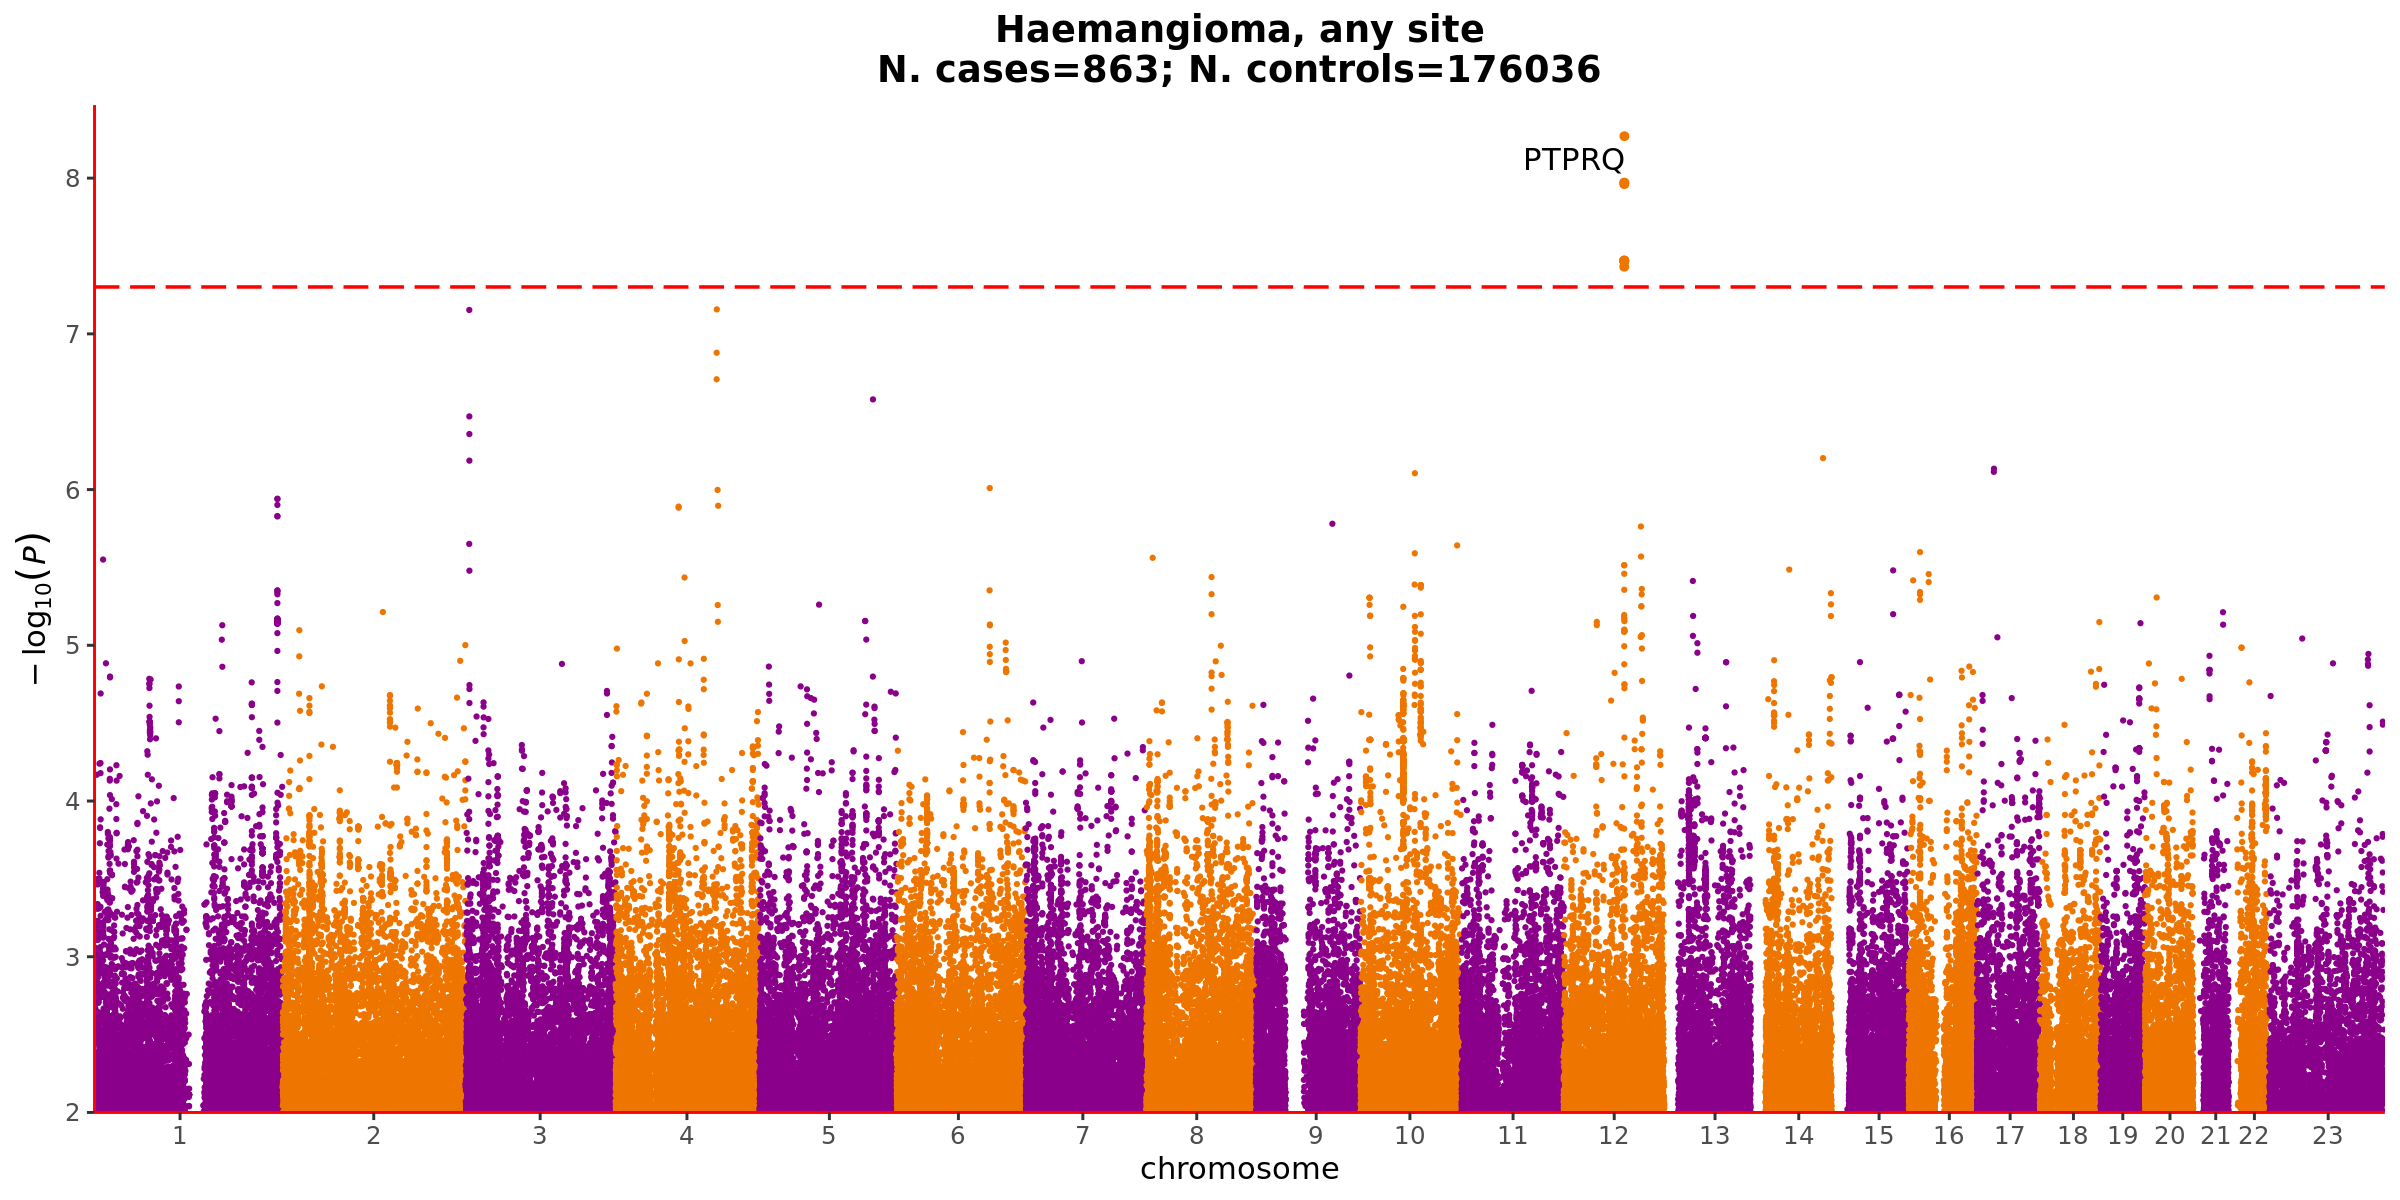 Haemangioma, any site
N. cases=863; N. controls=176036
PTPRQ
8
7
6
5
4
3
2
− log10(P)
1 2 3 4 5 6 7 8 9 10 11 12 13 14 15 16 17 18 19 20 21 22 23
chromosome